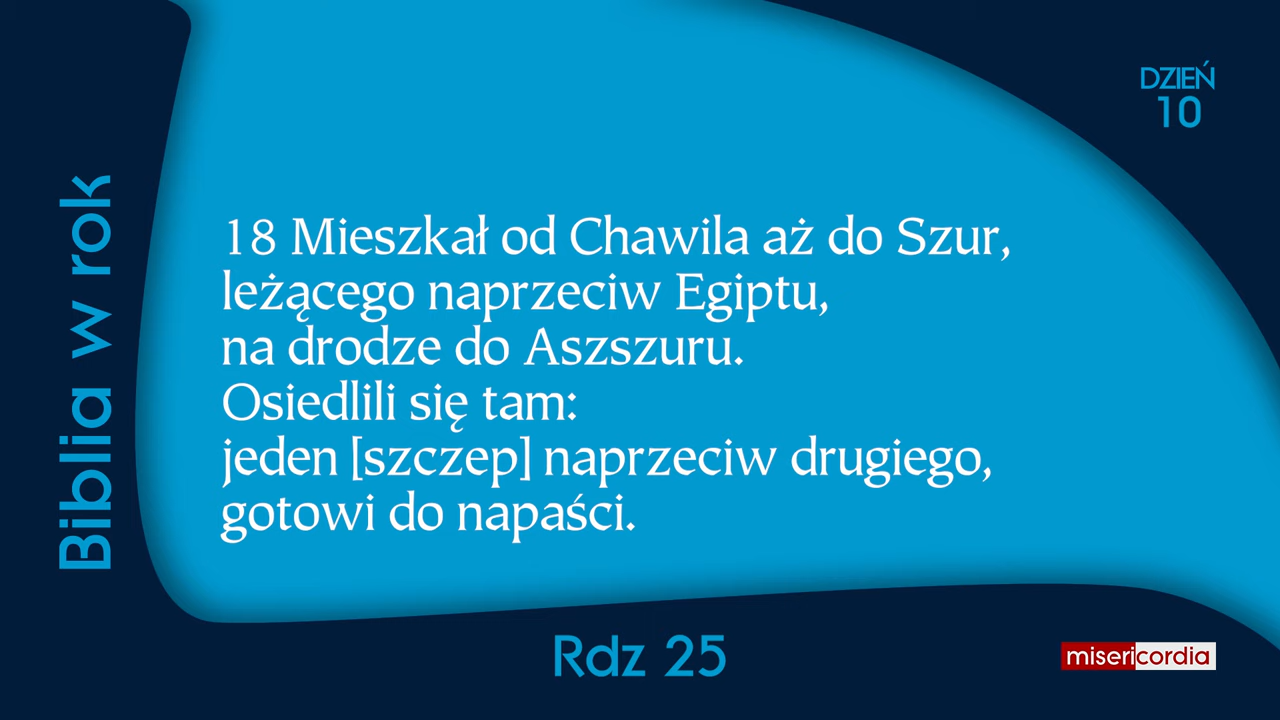 DZIEŃ
10
Biblia w rok
18 Mieszkał od Chawila aż do Szur,
leżącego naprzeciw Egiptu,
na drodze do Aszszuru.
Osiedlili się tam:
jeden [szczep] naprzeciw drugiego,
gotowi do napaści.
Rdz 25
misericordia